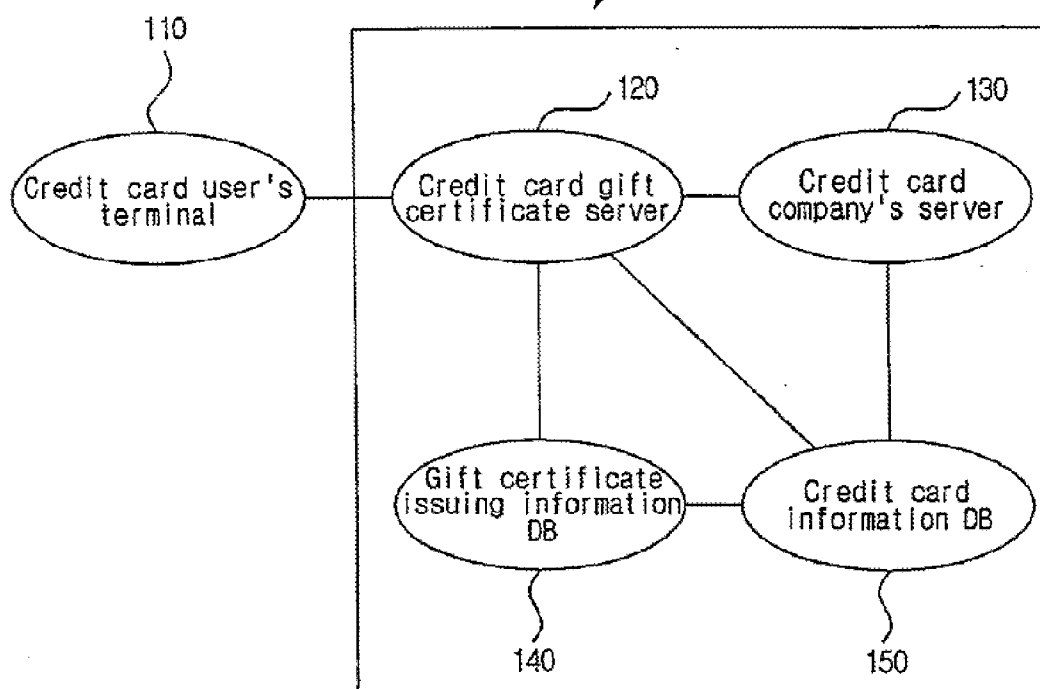 110
120
130
Credit card user's
terminal
Credit card gift
certificate server
Credit card
company's server
Gift certificate
issuing information
DB
Credit card
information DB
140
150